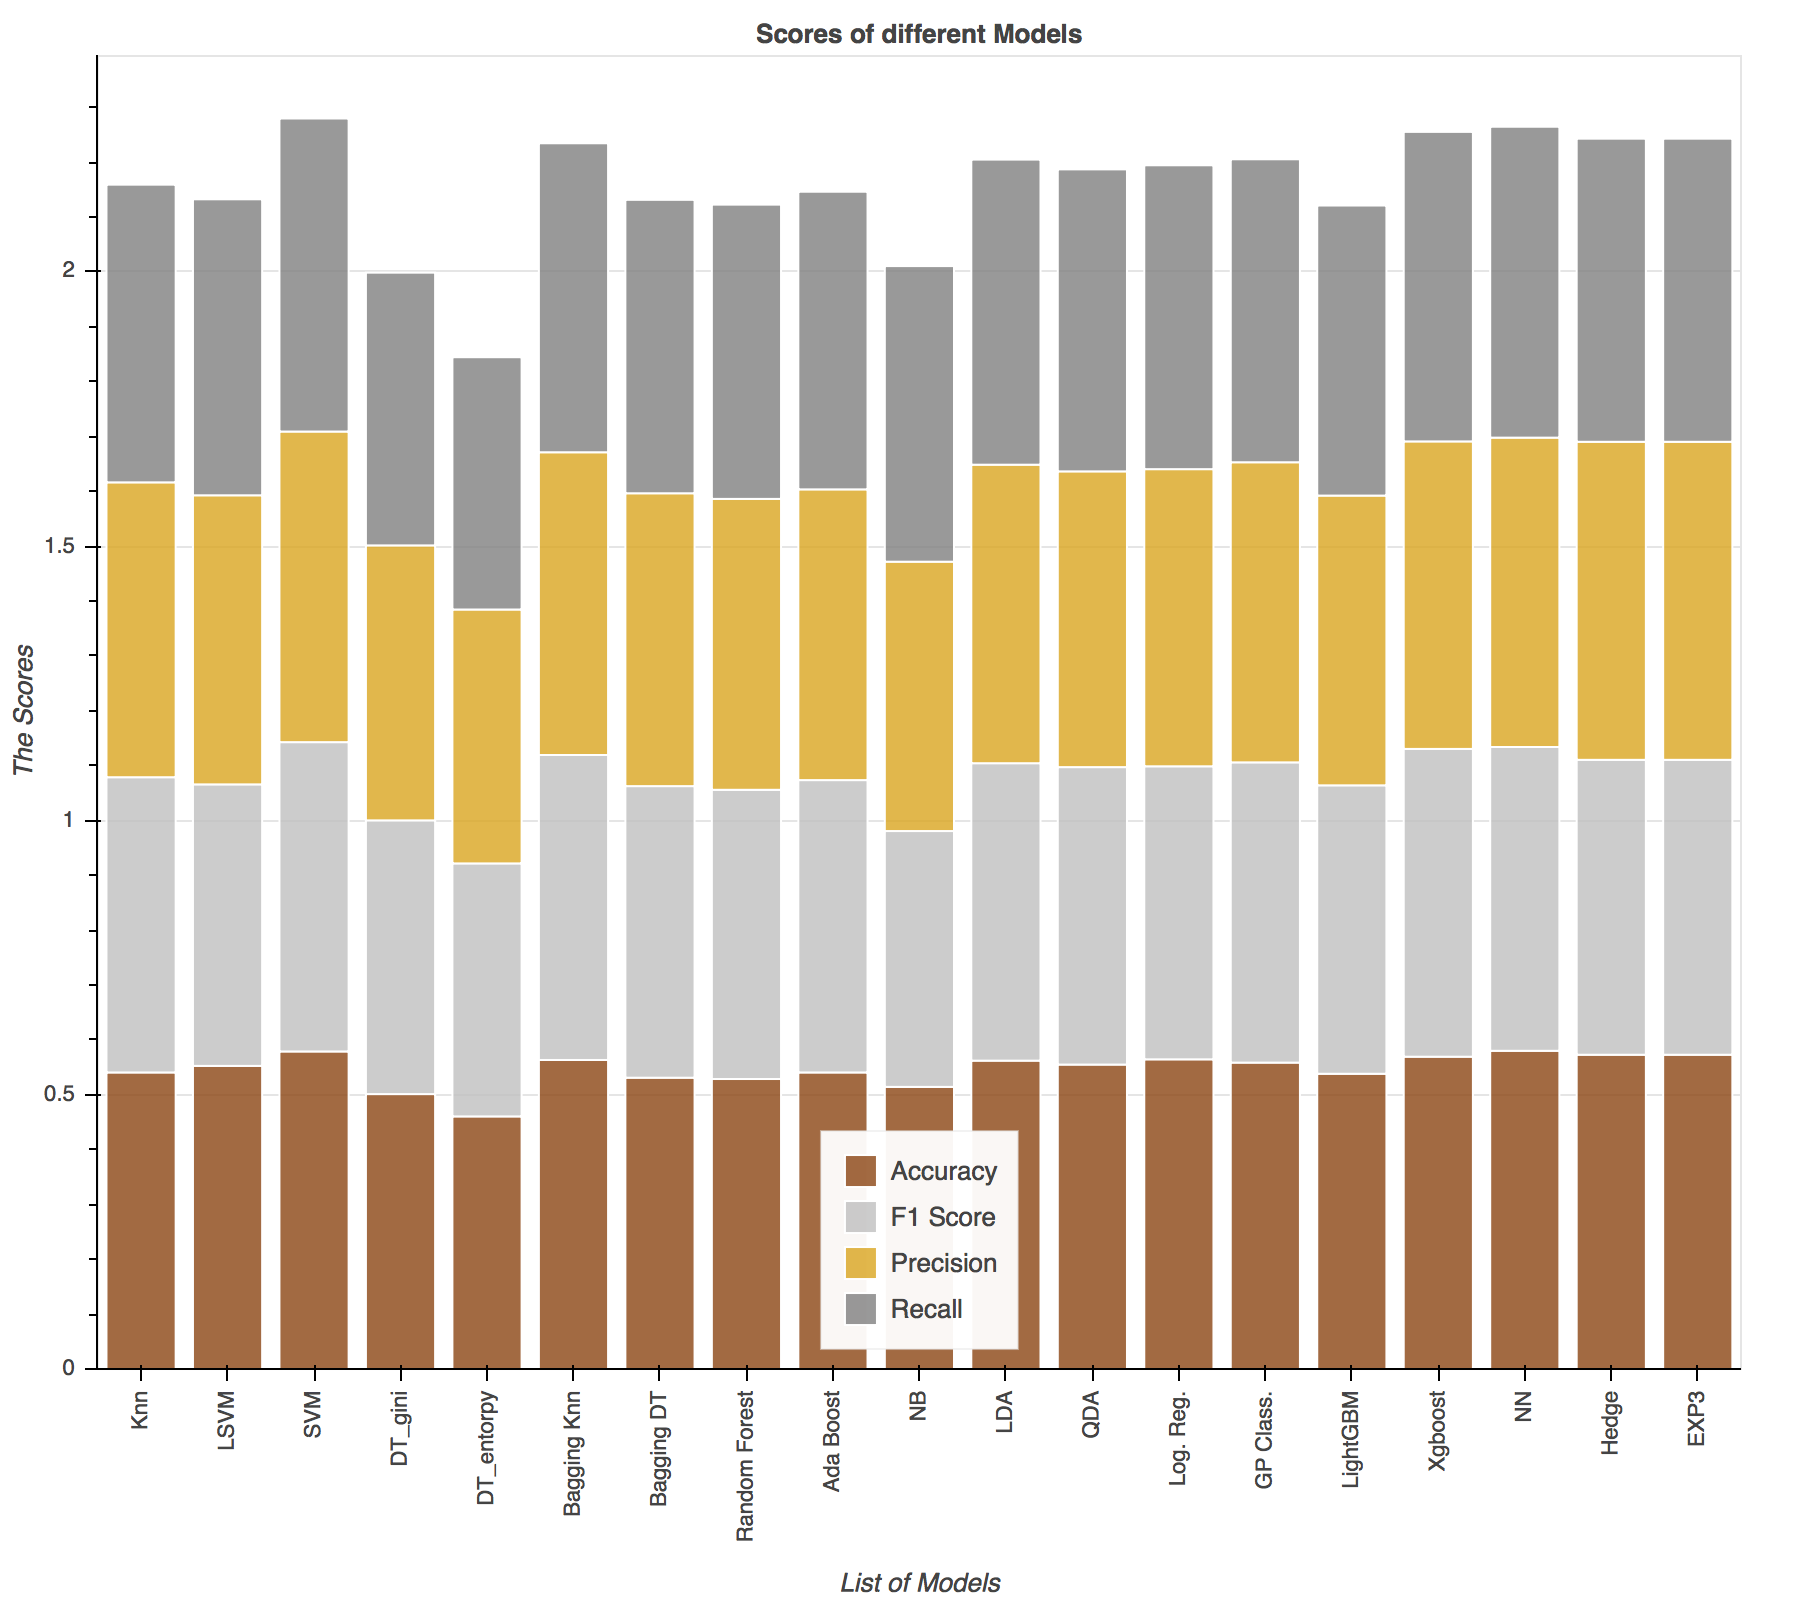 Scores of different Models
The Scores
2
1.5
1
0.5
0
Accuracy
F1 Score
Precision
Recall
Knn
LSVM
SVM
DT_gini
DT_entorpy
Bagging Knn
Bagging DT
Random Forest
Ada Boost
NB
LDA
QDA
Log. Reg.
GP Class.
LightGBM
Xgboost
NN
Hedge
EXP3
List of Models